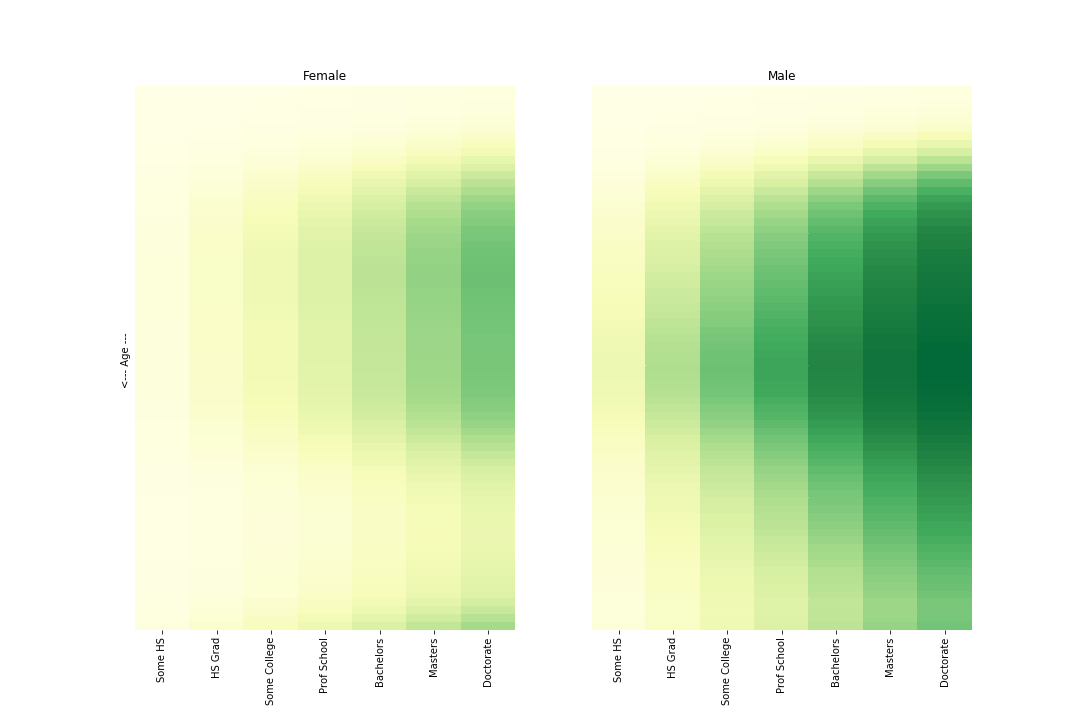 Female
Male
<--- Age ---
Some HS
HS Grad
Some College
Prof School
Bachelors
Masters
Doctorate
Some HS
HS Grad
Some College
Prof School
Bachelors
Masters
Doctorate